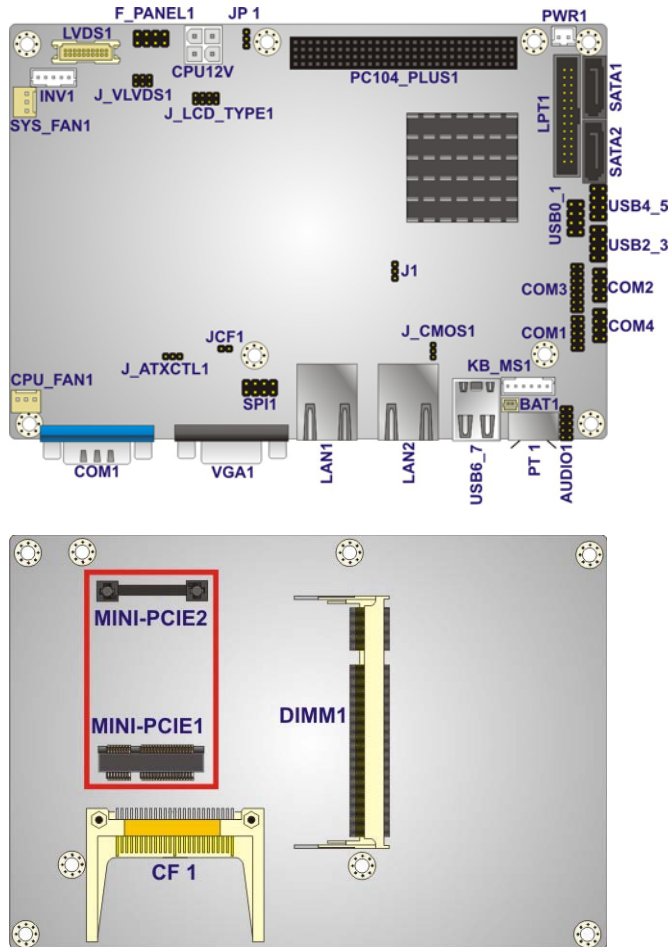 F_PANEL1
JP 1
PWR1
LVDS1
CPU12V
PC104_PLUS1
INV1
J_VLVDS1
J_LCD_TYPE1
SYS_FAN1
LPT1
SATA1
SATA2
USB0_1
USB4_5
USB2_3
J1
COM3
COM2
COM1
COM4
JCF1
J_CMOS1
J_ATXCTL1
KB_MS1
CPU_FAN1
SPI1
BAT1
COM1
VGA1
LAN1
LAN2
USB6_7
PT 1
AUDIO1
MINI-PCIE2
MINI-PCIE1
DIMM1
CF 1